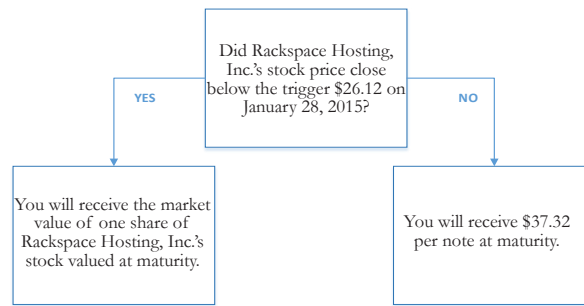 Did Rackspace Hosting,
Inc.'s stock price close
below the trigger $26.12 on
January 28, 2015?
YES
NO
You will receive the market
value of one share of
Rackspace Hosting, Inc.'s
stock valued at maturity.
You will receive $37.32
per note at maturity.